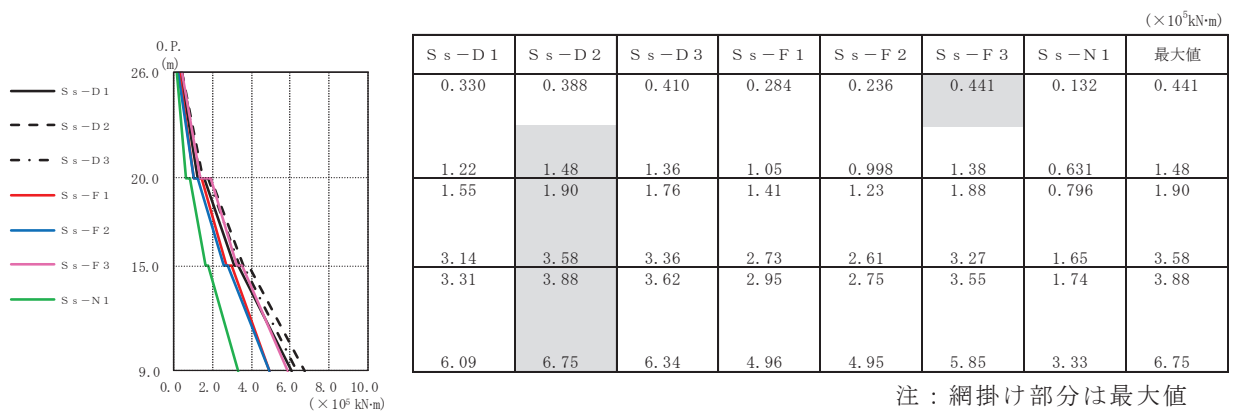 (×10⁵kN・m)
O.P.
(m)
26.0
20.0
15.0
9.0
0.0 2.0 4.0 6.0 8.0 10.0
(×10⁵ kN・m)
Ss-D1
Ss-D2
Ss-D3
Ss-F1
Ss-F2
Ss-F3
Ss-N1
Ss-D1 Ss-D2 Ss-D3 Ss-F1 Ss-F2 Ss-F3 Ss-N1 最大値
0.330 0.388 0.410 0.284 0.236 0.441 0.132 0.441
1.22 1.48 1.36 1.05 0.998 1.38 0.631 1.48
1.55 1.90 1.76 1.41 1.23 1.88 0.796 1.90
3.14 3.58 3.36 2.73 2.61 3.27 1.65 3.58
3.31 3.88 3.62 2.95 2.75 3.55 1.74 3.88
6.09 6.75 6.34 4.96 4.95 5.85 3.33 6.75
注：網掛け部分は最大値